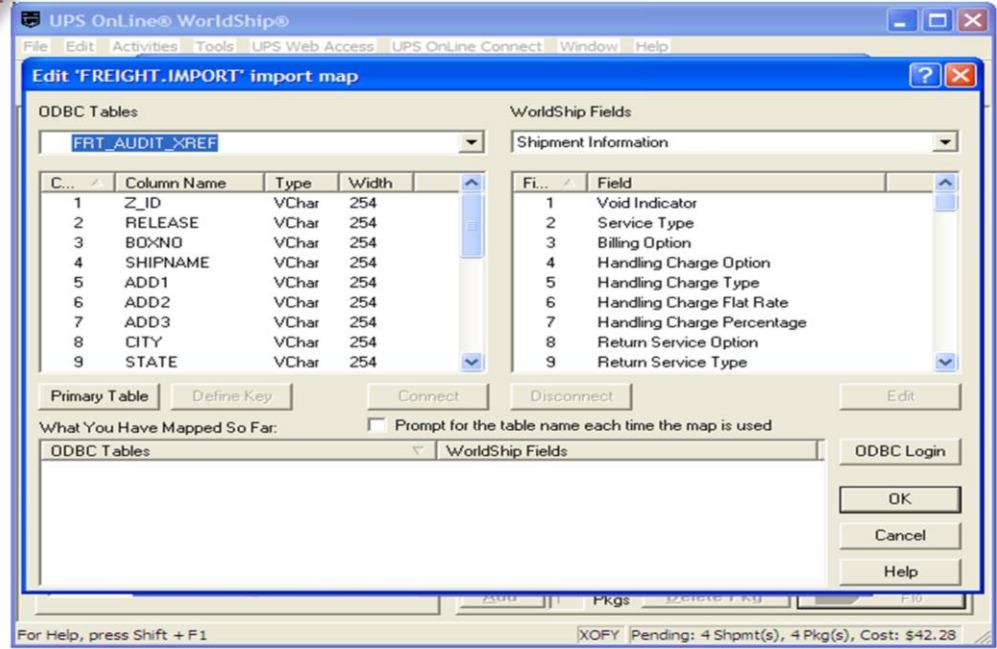 UPS OnLine® WorldShip®
File Edit Activities Tools UPS Web Access UPS OnLine Connect Window Help
Edit 'FREIGHT.IMPORT' import map
ODBC Tables WorldShip Fields
FRT_AUDIT_XREF Shipment Information
C... Column Name Type Width Fi... Field
1 Z_ID VChar 254 1 Void Indicator
2 RELEASE VChar 254 2 Service Type
3 BOXNO VChar 254 3 Billing Option
4 SHIPNAME VChar 254 4 Handling Charge Option
5 ADD1 VChar 254 5 Handling Charge Type
6 ADD2 VChar 254 6 Handling Charge Flat Rate
7 ADD3 VChar 254 7 Handling Charge Percentage
8 CITY VChar 254 8 Return Service Option
9 STATE VChar 254 9 Return Service Type
Primary Table Define Key Connect Disconnect Edit
What You Have Mapped So Far: Prompt for the table name each time the map is used
ODBC Tables WorldShip Fields ODBC Login
OK
Cancel
Help
Add 1 Pkgs Delete Pkg F10
For Help, press Shift + F1 XOFY Pending: 4 Shpmt(s), 4 Pkg(s), Cost: $42.28